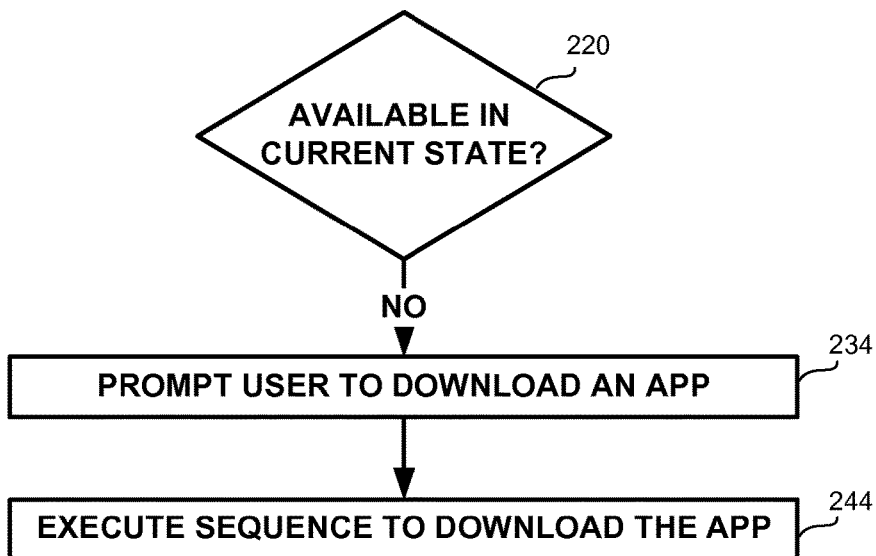 220
AVAILABLE IN
CURRENT STATE?
NO
234
PROMPT USER TO DOWNLOAD AN APP
244
EXECUTE SEQUENCE TO DOWNLOAD THE APP